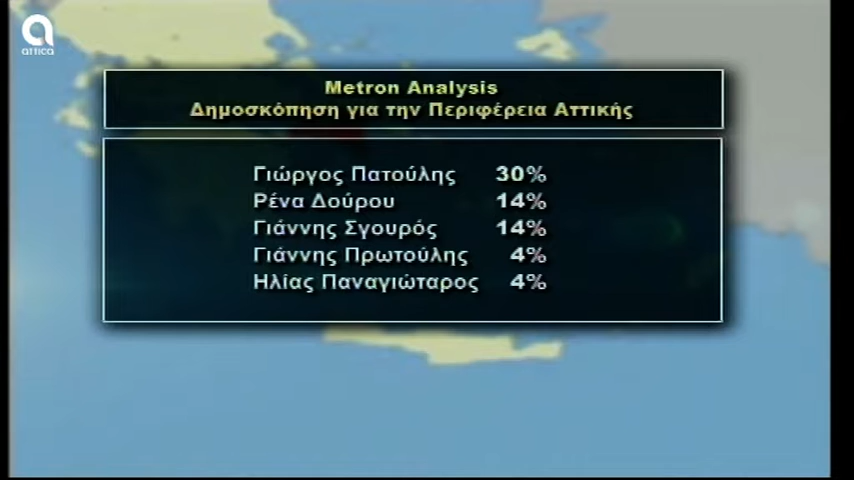 αττica
Metron Analysis
Δημοσκόπηση για την Περιφέρεια Αττικής
Γιώργος Πατούλης 30%
Ρένα Δούρου 14%
Γιάννης Σγουρός 14%
Γιάννης Πρωτούλης 4%
Ηλίας Παναγιώταρος 4%